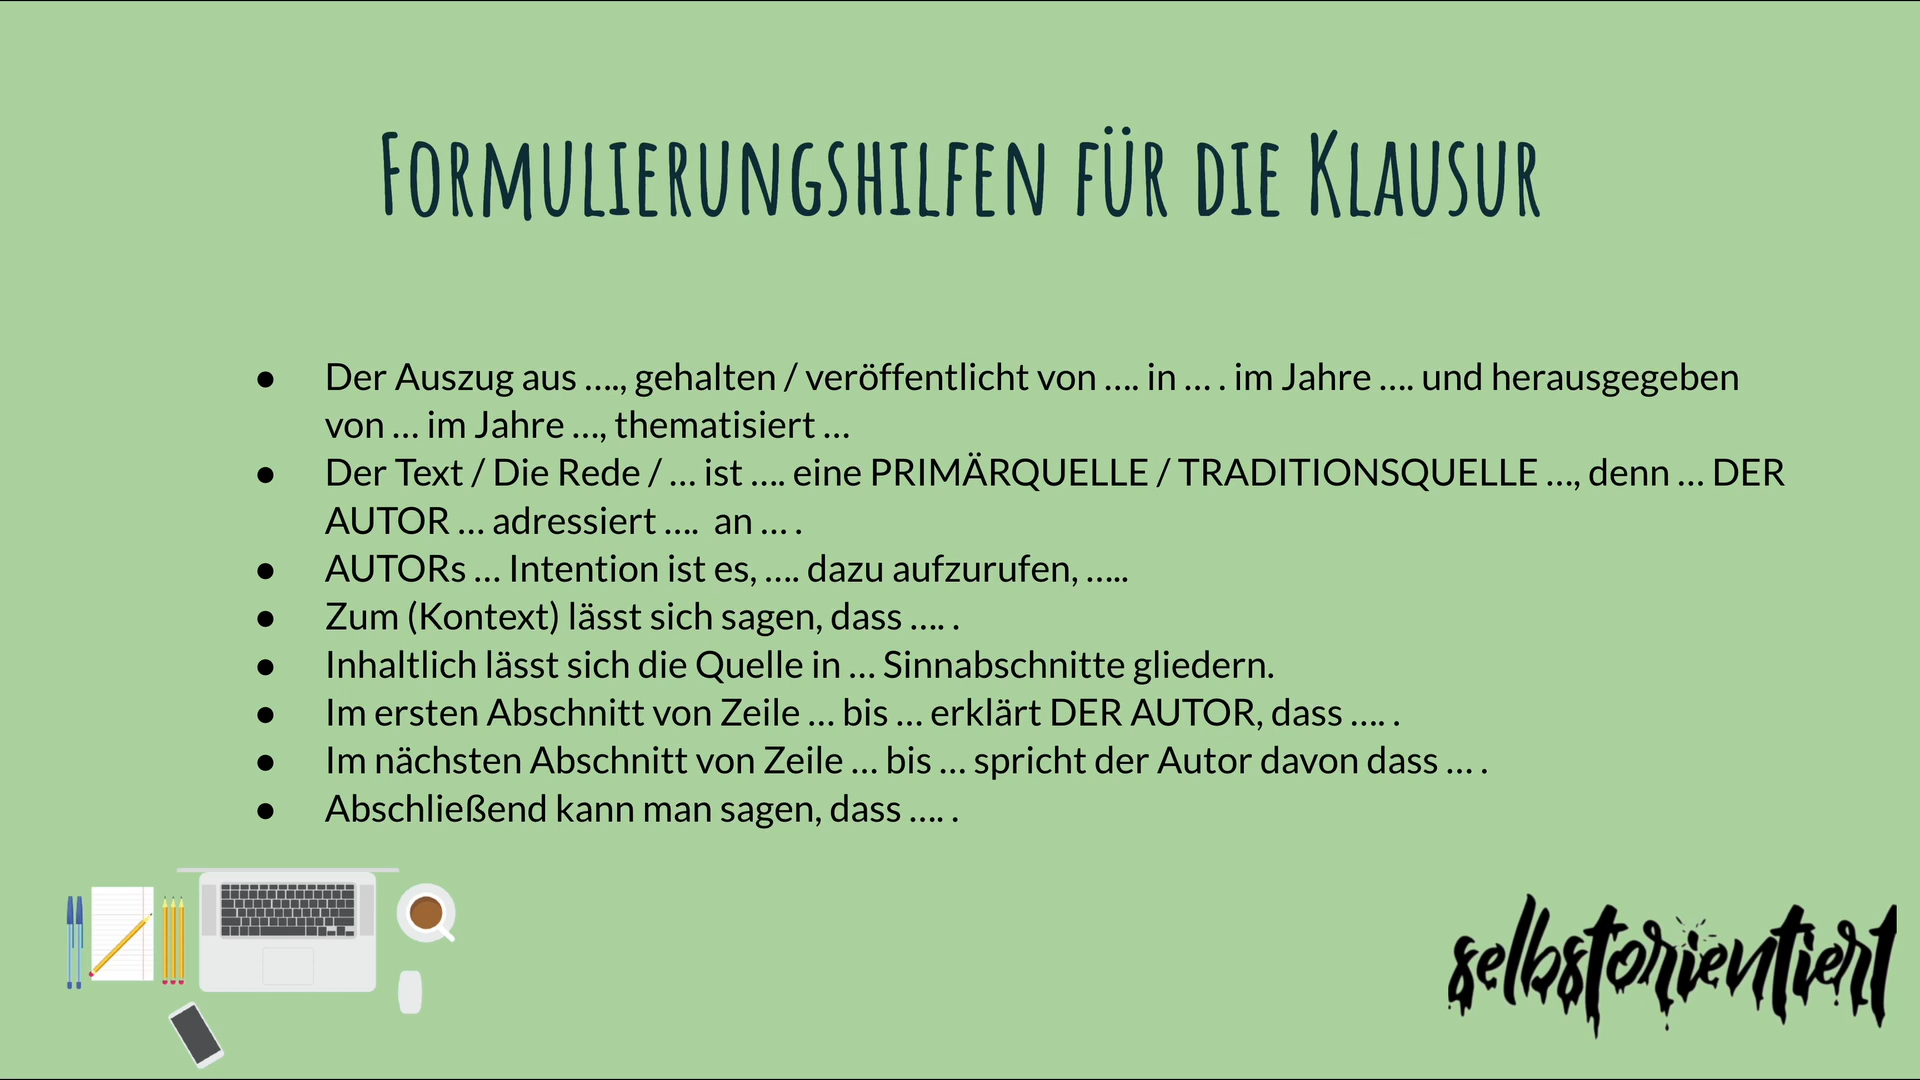 Formulierungshilfen für die Klausur
● Der Auszug aus …., gehalten / veröffentlicht von …. in … . im Jahre …. und herausgegeben
von … im Jahre …, thematisiert …
● Der Text / Die Rede / … ist …. eine PRIMÄRQUELLE / TRADITIONSQUELLE …, denn … DER
AUTOR … adressiert …. an … .
● AUTORs … Intention ist es, …. dazu aufzurufen, …..
● Zum (Kontext) lässt sich sagen, dass …. .
● Inhaltlich lässt sich die Quelle in … Sinnabschnitte gliedern.
● Im ersten Abschnitt von Zeile … bis … erklärt DER AUTOR, dass …. .
● Im nächsten Abschnitt von Zeile … bis … spricht der Autor davon dass … .
● Abschließend kann man sagen, dass …. .
selbstorientiert